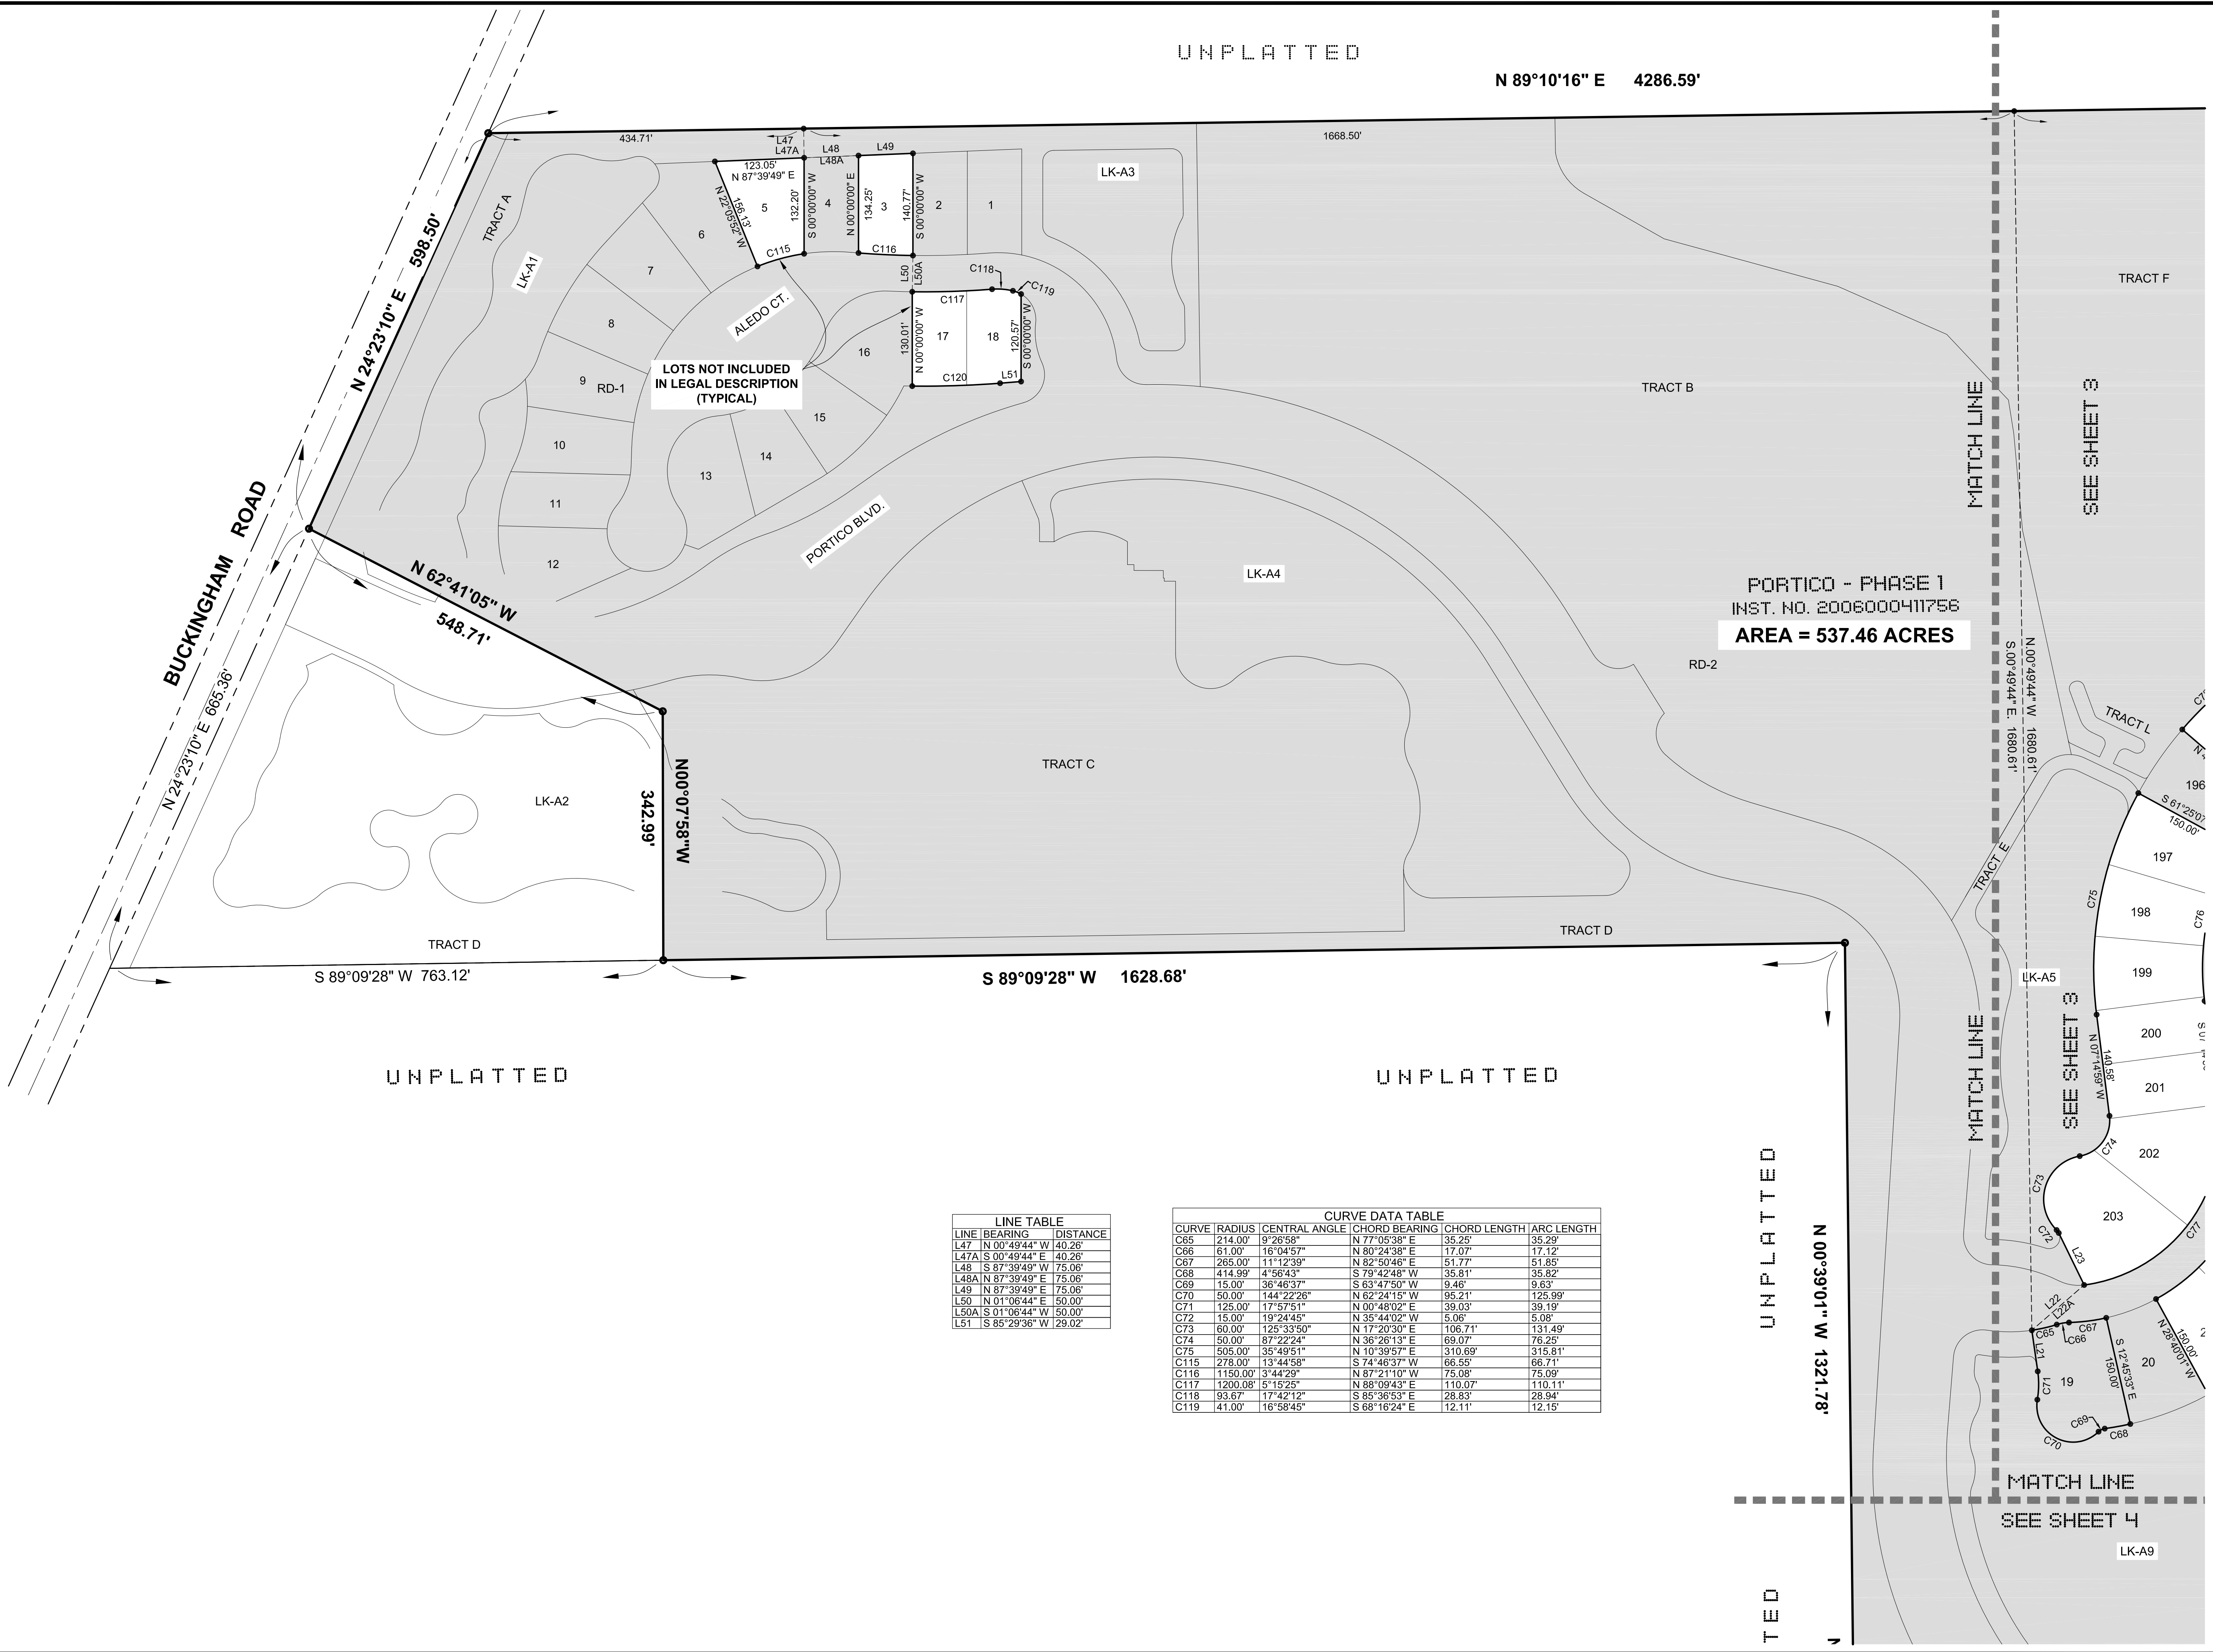 UNPLATTED
N 89°10'16" E 4286.59'
434.71'
1668.50'
L47
L47A
L48
L48A
L49
123.05'
N 87°39'49" E
N 22°05'52" W
156.13'
5
132.20'
S 00°00'00" W
4
N 00°00'00" E
134.25'
3
140.77'
S 00°00'00" W
2
1
LK-A3
C115
C116
TRACT A
LK-A1
N 24°23'10" E 598.50'
6
7
8
9
RD-1
10
11
12
13
14
15
16
ALEDO CT.
LOTS NOT INCLUDED
IN LEGAL DESCRIPTION
(TYPICAL)
L50
L50A
C118
C119
C117
130.01'
N 00°00'00" W
17
18
120.57'
S 00°00'00" W
C120
L51
TRACT F
TRACT B
MATCH LINE
SEE SHEET 3
BUCKINGHAM ROAD
PORTICO BLVD.
N 62°41'05" W
548.71'
LK-A4
PORTICO - PHASE 1
INST. NO. 2006000411756
AREA = 537.46 ACRES
RD-2
S.00°49'44" E. 1680.61'
N.00°49'44" W 1680.61'
N 24°23'10" E 665.36'
LK-A2
N00°07'58"W
342.99'
TRACT C
TRACT L
196
S 61°25'07
150.00'
TRACT E
197
C75
198
C76
199
LK-A5
200
N 07°14'59" W
140.58'
201
TRACT D
TRACT D
S 89°09'28" W 763.12'
S 89°09'28" W 1628.68'
UNPLATTED
UNPLATTED
MATCH LINE
SEE SHEET 3
C74
202
C73
203
C72
L23
C77
UNPLATTED
N 00°39'01" W 1321.78'
L22
L22A
C65
C66
C67
L21
C71
19
S 12°45'33" E
150.00'
20
150.00'
N 28°40'01" W
2
C69
C68
C70
LINE TABLE
LINE BEARING DISTANCE
L47 N 00°49'44" W 40.26'
L47A S 00°49'44" E 40.26'
L48 S 87°39'49" W 75.06'
L48A N 87°39'49" E 75.06'
L49 N 87°39'49" E 75.06'
L50 N 01°06'44" E 50.00'
L50A S 01°06'44" W 50.00'
L51 S 85°29'36" W 29.02'
CURVE DATA TABLE
CURVE RADIUS CENTRAL ANGLE CHORD BEARING CHORD LENGTH ARC LENGTH
C65 214.00' 9°26'58" N 77°05'38" E 35.25' 35.29'
C66 61.00' 16°04'57" N 80°24'38" E 17.07' 17.12'
C67 265.00' 11°12'39" N 82°50'46" E 51.77' 51.85'
C68 414.99' 4°56'43" S 79°42'48" W 35.81' 35.82'
C69 15.00' 36°46'37" S 63°47'50" W 9.46' 9.63'
C70 50.00' 144°22'26" N 62°24'15" W 95.21' 125.99'
C71 125.00' 17°57'51" N 00°48'02" E 39.03' 39.19'
C72 15.00' 19°24'45" N 35°44'02" W 5.06' 5.08'
C73 60.00' 125°33'50" N 17°20'30" E 106.71' 131.49'
C74 50.00' 87°22'24" N 36°26'13" E 69.07' 76.25'
C75 505.00' 35°49'51" N 10°39'57" E 310.69' 315.81'
C115 278.00' 13°44'58" S 74°46'37" W 66.55' 66.71'
C116 1150.00' 3°44'29" N 87°21'10" W 75.08' 75.09'
C117 1200.08' 5°15'25" N 88°09'43" E 110.07' 110.11'
C118 93.67' 17°42'12" S 85°36'53" E 28.83' 28.94'
C119 41.00' 16°58'45" S 68°16'24" E 12.11' 12.15'
MATCH LINE
SEE SHEET 4
LK-A9
TED
N